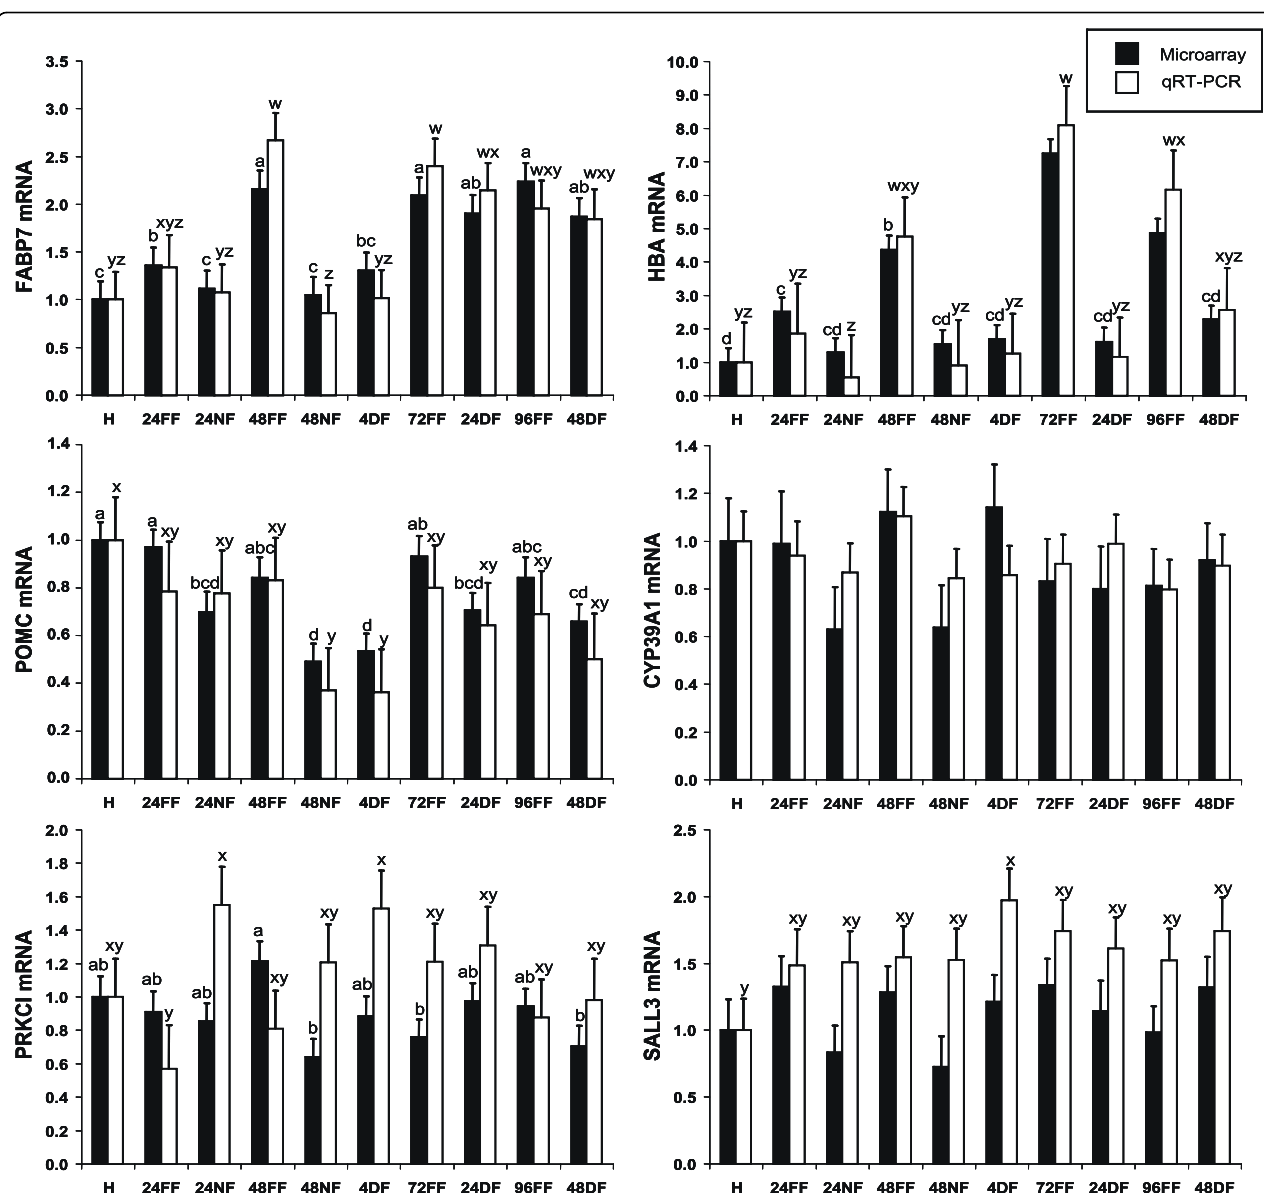 Microarray
qRT-PCR
FABP7 mRNA
3.5
3.0
2.5
2.0
1.5
1.0
0.5
0.0
c yz b xyz c yz a w c z bc yz a w ab wx a wxy ab wxy
H 24FF 24NF 48FF 48NF 4DF 72FF 24DF 96FF 48DF
HBA mRNA
10.0
9.0
8.0
7.0
6.0
5.0
4.0
3.0
2.0
1.0
0.0
d yz c yz cd z b wxy cd yz cd yz w cd yz wx cd xyz
H 24FF 24NF 48FF 48NF 4DF 72FF 24DF 96FF 48DF
POMC mRNA
1.4
1.2
1.0
0.8
0.6
0.4
0.2
0.0
a x a xy bcd xy abc xy d y d y ab xy bcd xy abc xy cd xy
H 24FF 24NF 48FF 48NF 4DF 72FF 24DF 96FF 48DF
CYP39A1 mRNA
1.4
1.2
1.0
0.8
0.6
0.4
0.2
0.0
H 24FF 24NF 48FF 48NF 4DF 72FF 24DF 96FF 48DF
PRKCI mRNA
2.0
1.8
1.6
1.4
1.2
1.0
0.8
0.6
0.4
0.2
0.0
ab xy ab y ab x a xy b xy ab x b xy ab xy ab xy b xy
H 24FF 24NF 48FF 48NF 4DF 72FF 24DF 96FF 48DF
SALL3 mRNA
2.5
2.0
1.5
1.0
0.5
0.0
y xy xy xy xy x xy xy xy xy
H 24FF 24NF 48FF 48NF 4DF 72FF 24DF 96FF 48DF